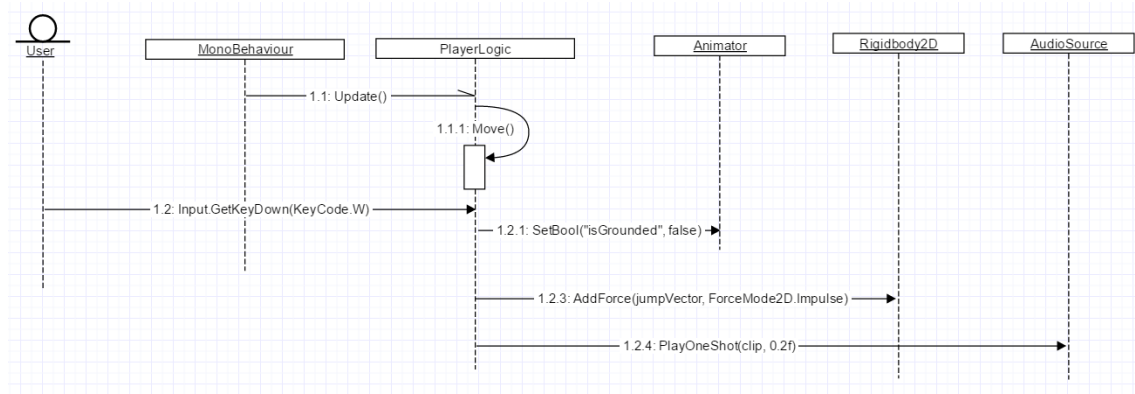 User
MonoBehaviour
PlayerLogic
Animator
Rigidbody2D
AudioSource
1.1: Update()
1.1.1: Move()
1.2: Input.GetKeyDown(KeyCode.W)
1.2.1: SetBool("isGrounded", false)
1.2.3: AddForce(jumpVector, ForceMode2D.Impulse)
1.2.4: PlayOneShot(clip, 0.2f)